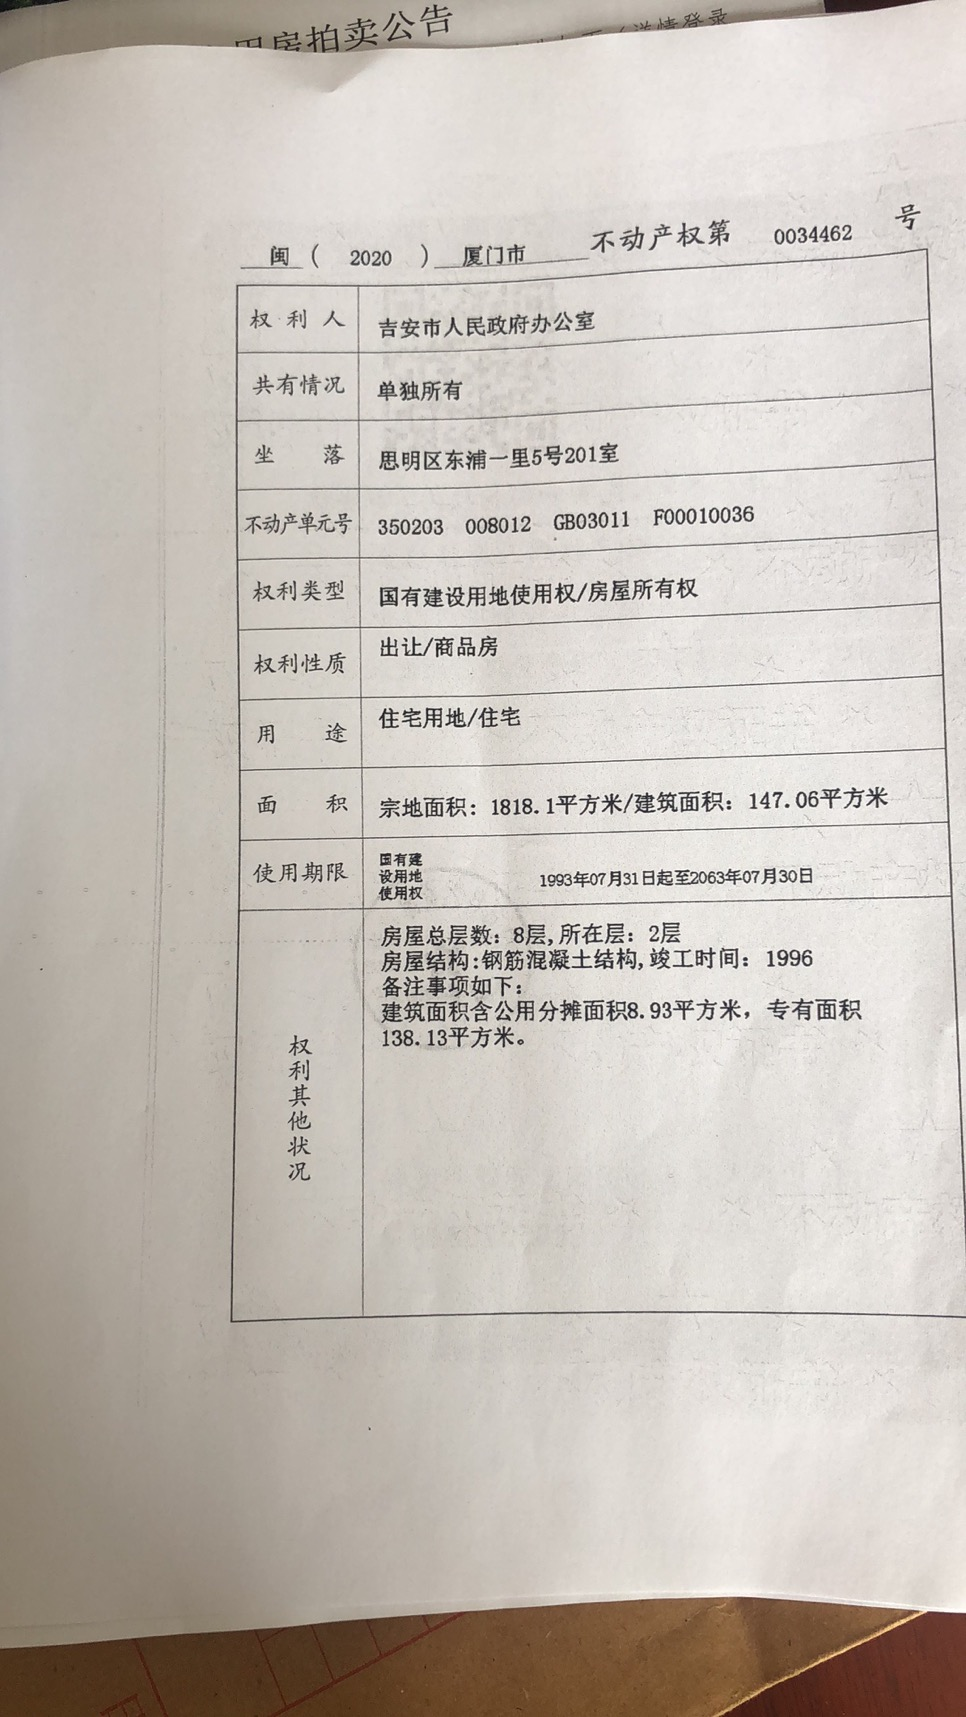 用房拍卖公告
闽 ( 2020 ) 厦门市 不动产权第 0034462 号
权利人 吉安市人民政府办公室
共有情况 单独所有
坐落 思明区东浦一里5号201室
不动产单元号 350203 008012 GB03011 F00010036
权利类型 国有建设用地使用权/房屋所有权
权利性质 出让/商品房
用途 住宅用地/住宅
面积 宗地面积: 1818.1平方米/建筑面积: 147.06平方米
使用期限 国有建设用地使用权 1993年07月31日起至2063年07月30日
权利其他状况
房屋总层数: 8层,所在层: 2层
房屋结构:钢筋混凝土结构,竣工时间: 1996
备注事项如下:
建筑面积含公用分摊面积8.93平方米, 专有面积
138.13平方米。